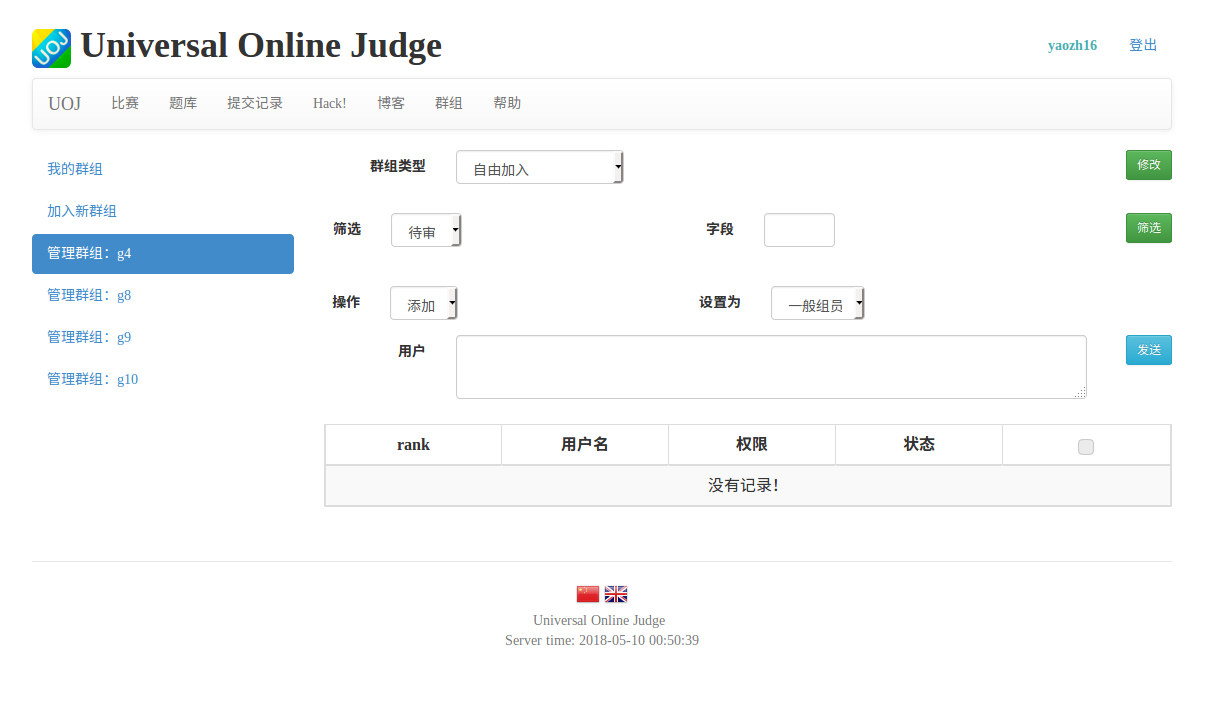 UOJ Universal Online Judge
yaozh16 登出
UOJ 比赛 题库 提交记录 Hack! 博客 群组 帮助
我的群组
加入新群组
管理群组：g4
管理群组：g8
管理群组：g9
管理群组：g10
群组类型 自由加入 修改
筛选 待审 字段 筛选
操作 添加 设置为 一般组员
用户 发送
rank 用户名 权限 状态
没有记录！
Universal Online Judge
Server time: 2018-05-10 00:50:39